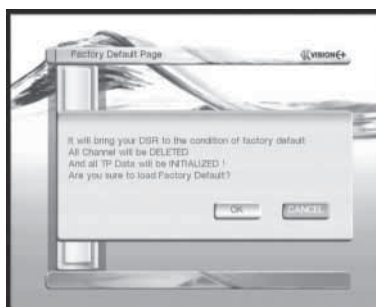 Factory Default Page
VISION
It will bring your DSR to the condition of factory default
All Channel will be DELETED
And all TP Data will be INITIALIZED !
Are you sure to load Factory Default?
OK
CANCEL